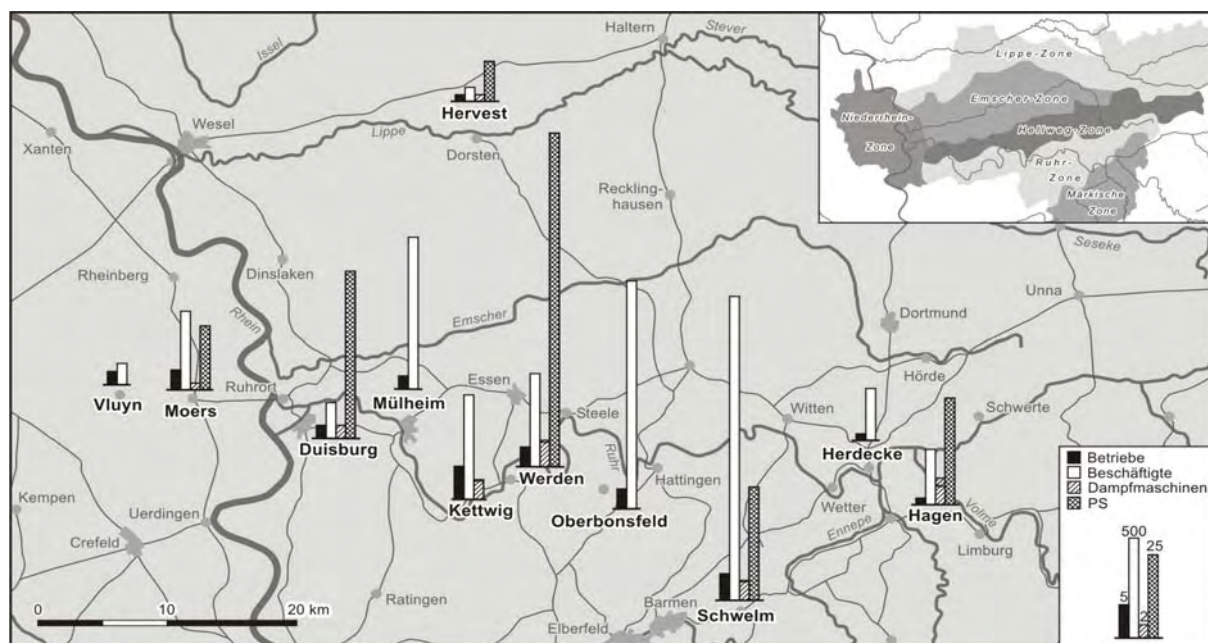 Haltern
Stever
Issel
Lippe-Zone
Emscher-Zone
Hellweg-Zone
Niederrhein-
Zone
Ruhr-
Zone
Märkische
Zone
Hervest
Wesel
Xanten
Lippe
Dorsten
Reckling-
hausen
Seseke
Rheinberg
Dinslaken
Unna
Rhein
Emscher
Dortmund
Hörde
Vluyn
Moers
Ruhrort
Mülheim
Essen
Steele
Witten
Schwerte
Duisburg
Herdecke
Werden
Ruhr
Hattingen
Kempen
Uerdingen
Kettwig
Oberbonsfeld
Wetter
Hagen
Volme
Ennepe
Limburg
Crefeld
Ratingen
Schwelm
Barmen
Elberfeld
0 10 20 km
Betriebe
Beschäftigte
Dampfmaschinen
PS
500
25
5
2